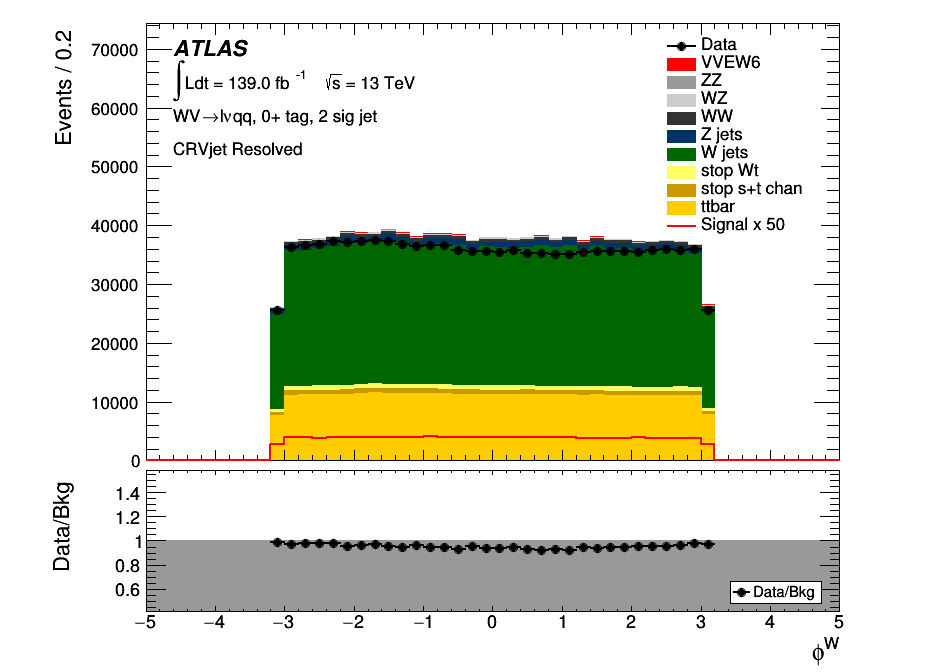 Events / 0.2
70000
60000
50000
40000
30000
20000
10000
0
ATLAS
∫Ldt = 139.0 fb⁻¹ √s = 13 TeV
WV→lνqq, 0+ tag, 2 sig jet
CRVjet Resolved
Data
VVEW6
ZZ
WZ
WW
Z jets
W jets
stop Wt
stop s+t chan
ttbar
Signal x 50
Data/Bkg
1.4
1.2
1
0.8
0.6
Data/Bkg
−5 −4 −3 −2 −1 0 1 2 3 4 5
ϕᵂ